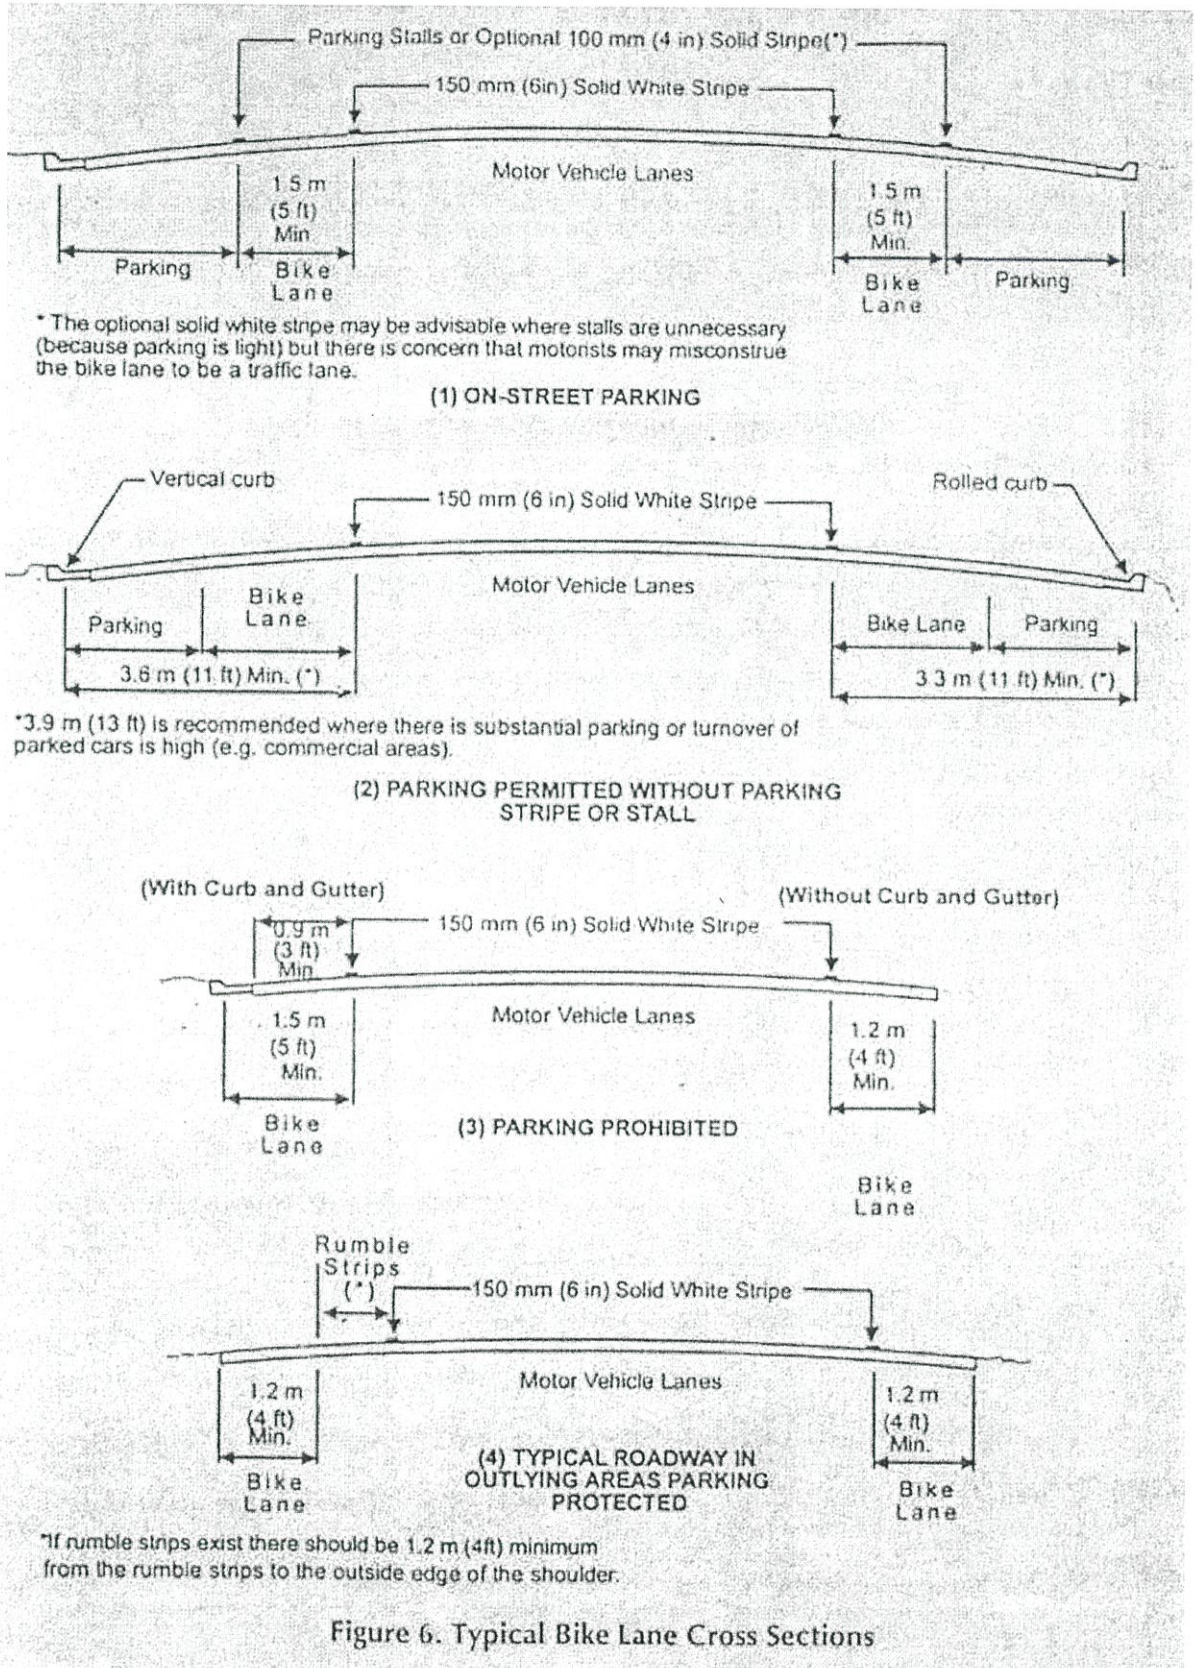 Parking Stalls or Optional 100 mm (4 in) Solid Stripe(*)
150 mm (6in) Solid White Stripe
Motor Vehicle Lanes
1.5 m
(5 ft)
Min
1.5 m
(5 ft)
Min.
Parking
Bike
Lane
Bike
Lane
Parking
* The optional solid white stripe may be advisable where stalls are unnecessary
(because parking is light) but there is concern that motorists may misconstrue
the bike lane to be a traffic lane.
(1) ON-STREET PARKING
Vertical curb
150 mm (6 in) Solid White Stripe
Rolled curb
Motor Vehicle Lanes
Parking
Bike
Lane
Bike Lane
Parking
3.6 m (11 ft) Min. (*)
3.3 m (11 ft) Min. (*)
*3.9 m (13 ft) is recommended where there is substantial parking or turnover of
parked cars is high (e.g. commercial areas).
(2) PARKING PERMITTED WITHOUT PARKING
STRIPE OR STALL
(With Curb and Gutter)
(Without Curb and Gutter)
0.9 m
(3 ft)
Min
150 mm (6 in) Solid White Stripe
Motor Vehicle Lanes
1.5 m
(5 ft)
Min.
1.2 m
(4 ft)
Min.
Bike
Lane
(3) PARKING PROHIBITED
Bike
Lane
Rumble
Strips
(*)
150 mm (6 in) Solid White Stripe
Motor Vehicle Lanes
1.2 m
(4 ft)
Min.
1.2 m
(4 ft)
Min.
Bike
Lane
(4) TYPICAL ROADWAY IN
OUTLYING AREAS PARKING
PROTECTED
Bike
Lane
*If rumble strips exist there should be 1.2 m (4ft) minimum
from the rumble strips to the outside edge of the shoulder.
Figure 6. Typical Bike Lane Cross Sections